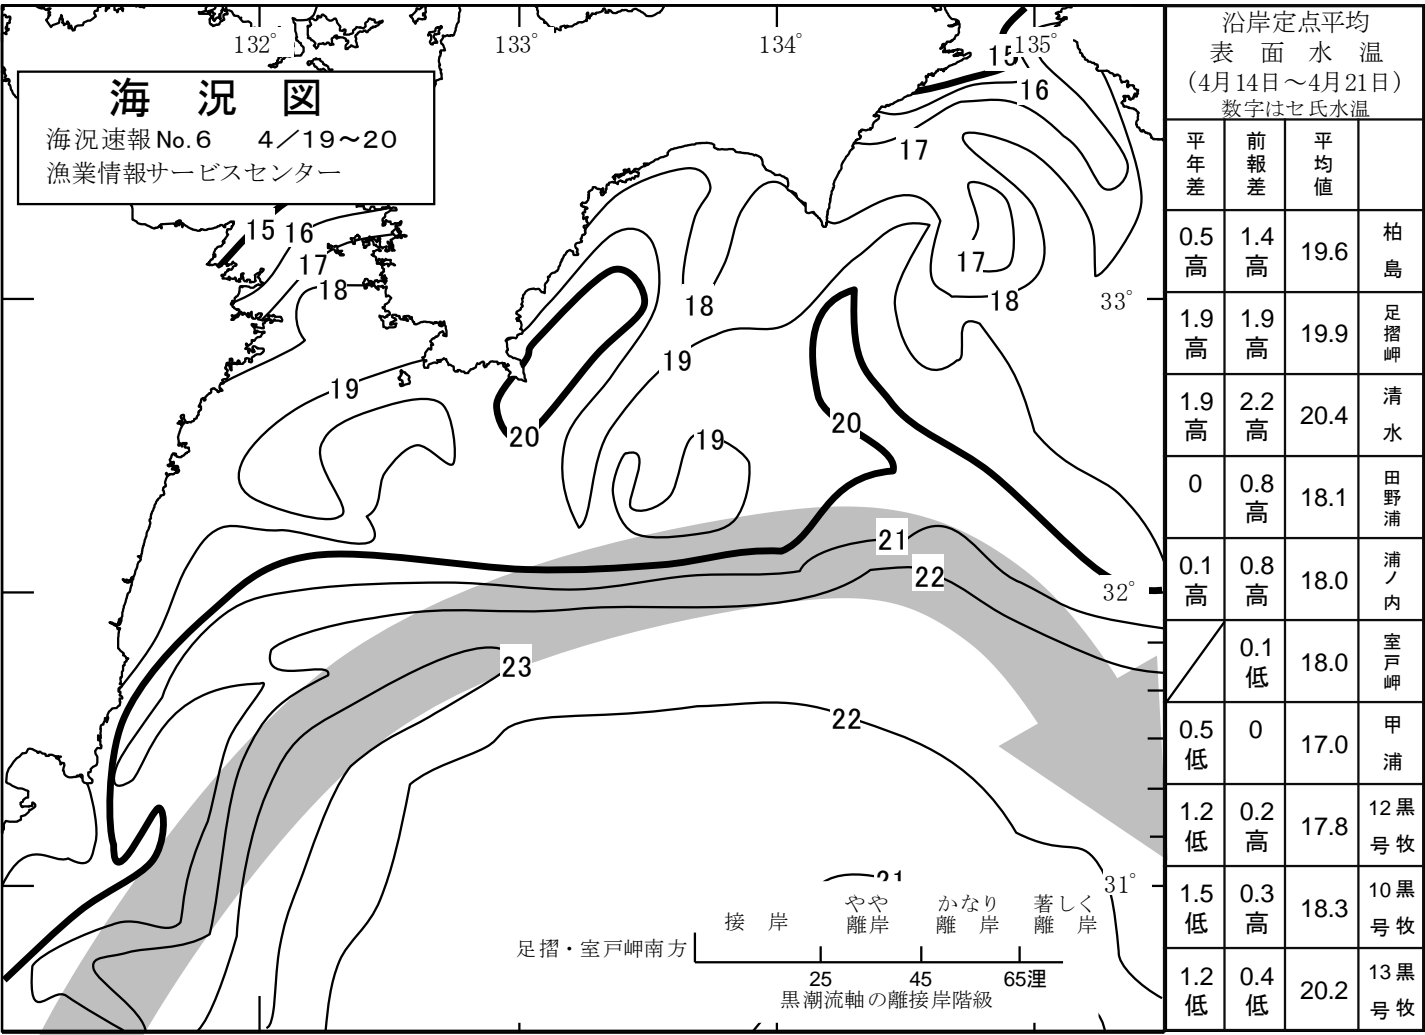 132°
133°
134°
135°
海　況　図
海況速報No.6　4／19～20
漁業情報サービスセンター
15
16
17
15
16
17
18
17
18
18
33°
19
19
20
20
19
21
22
32°
23
22
21
31°
接　岸
やや
離岸
かなり
離　岸
著しく
離　岸
足摺・室戸岬南方
25
45
65浬
黒潮流軸の離接岸階級
沿岸定点平均
表　面　水　温
(4月14日～4月21日)
数字はセ氏水温
平年差　前報差　平均値
0.5高　1.4高　19.6　柏島
1.9高　1.9高　19.9　足摺岬
1.9高　2.2高　20.4　清水
0　0.8高　18.1　田野浦
0.1高　0.8高　18.0　浦ノ内
0.1低　18.0　室戸岬
0.5低　0　17.0　甲浦
1.2低　0.2高　17.8　黒牧12号
1.5低　0.3高　18.3　黒牧10号
1.2低　0.4低　20.2　黒牧13号